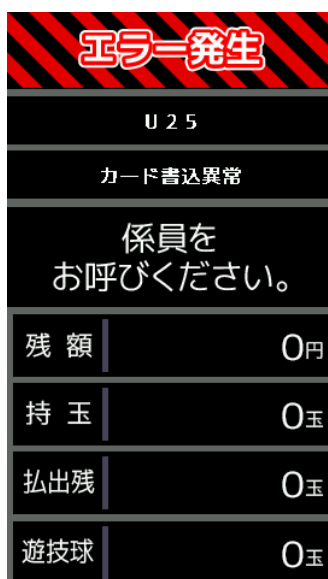 エラー発生
U25
カード書込異常
係員を
お呼びください。
残額 0円
持玉 0玉
払出残 0玉
遊技球 0玉